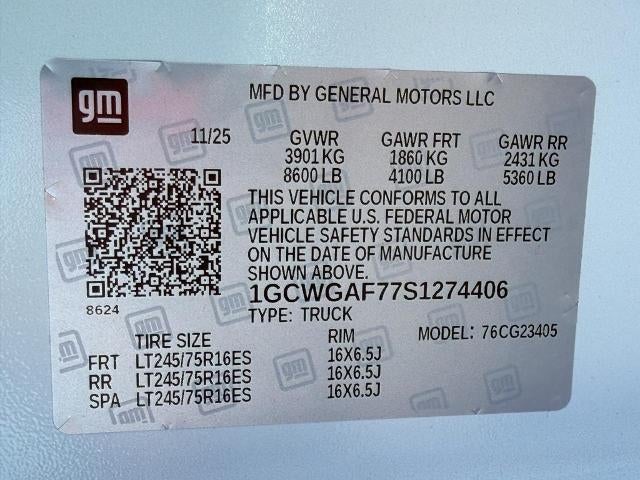 gm
MFD BY GENERAL MOTORS LLC
11/25 GVWR GAWR FRT GAWR RR
3901 KG 1860 KG 2431 KG
8600 LB 4100 LB 5360 LB
THIS VEHICLE CONFORMS TO ALL
APPLICABLE U.S. FEDERAL MOTOR
VEHICLE SAFETY STANDARDS IN EFFECT
ON THE DATE OF MANUFACTURE
SHOWN ABOVE.
8624
1GCWGAF77S1274406
TYPE: TRUCK MODEL: 76CG23405
TIRE SIZE RIM
FRT LT245/75R16ES 16X6.5J
RR LT245/75R16ES 16X6.5J
SPA LT245/75R16ES 16X6.5J